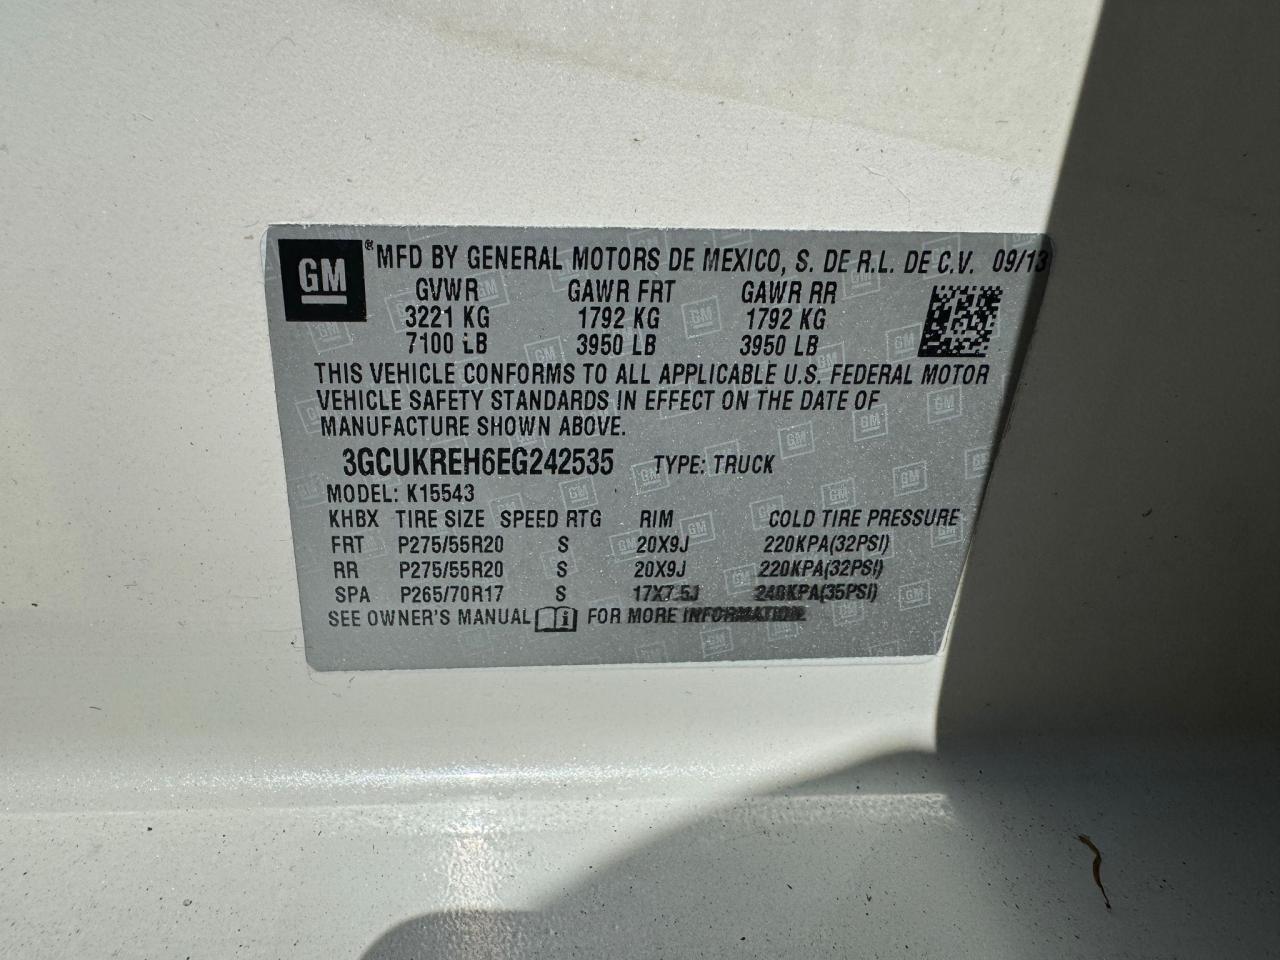 GM ® MFD BY GENERAL MOTORS DE MEXICO, S. DE R.L. DE C.V. 09/13
GVWR GAWR FRT GAWR RR
3221 KG 1792 KG 1792 KG
7100 LB 3950 LB 3950 LB
THIS VEHICLE CONFORMS TO ALL APPLICABLE U.S. FEDERAL MOTOR
VEHICLE SAFETY STANDARDS IN EFFECT ON THE DATE OF
MANUFACTURE SHOWN ABOVE.
3GCUKREH6EG242535 TYPE: TRUCK
MODEL: K15543
KHBX TIRE SIZE SPEED RTG RIM COLD TIRE PRESSURE
FRT P275/55R20 S 20X9J 220KPA(32PSI)
RR P275/55R20 S 20X9J 220KPA(32PSI)
SPA P265/70R17 S 17X7.5J 240KPA(35PSI)
SEE OWNER'S MANUAL FOR MORE INFORMATION.